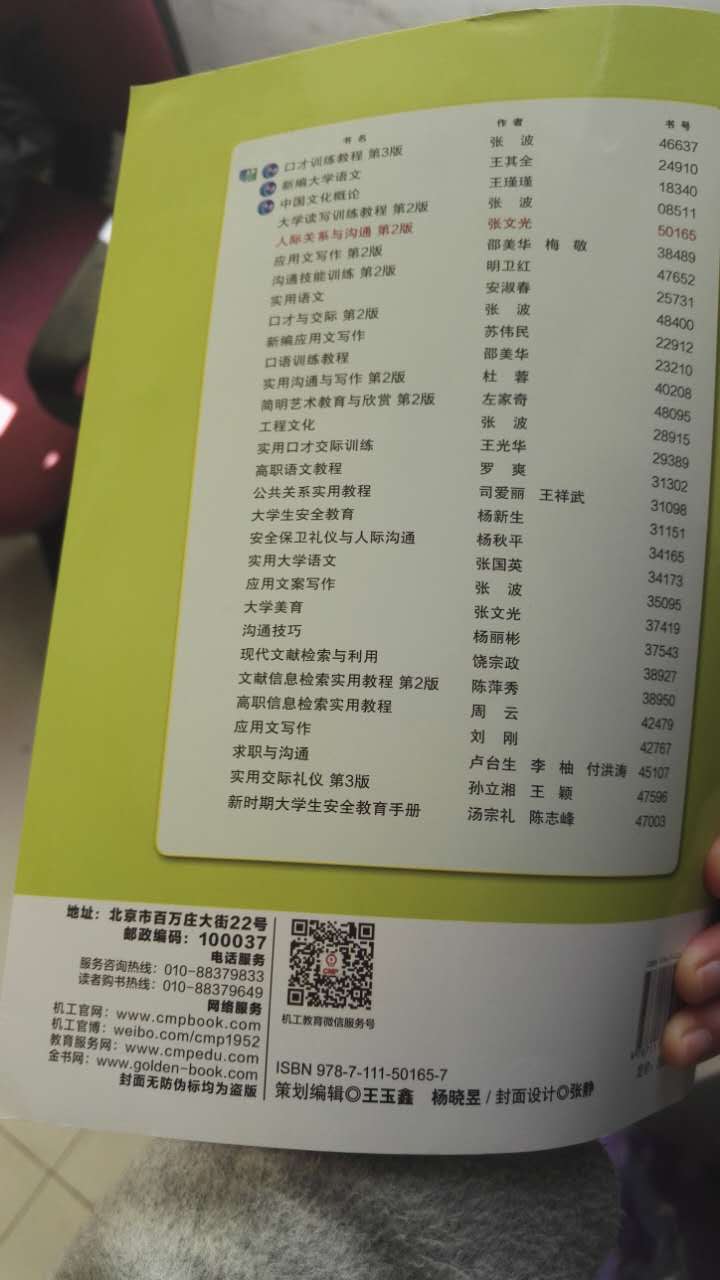 书名 作者 书号
口才训练教程 第3版 张 波 46637
新编大学语文 王其全 24910
中国文化概论 王瑾瑾 18340
大学读写训练教程 第2版 张 波 08511
人际关系与沟通 第2版 张文光 50165
应用文写作 第2版 邵美华 梅 敬 38489
沟通技能训练 第2版 明卫红 47652
实用语文 安淑春 25731
口才与交际 第2版 张 波 48400
新编应用文写作 苏伟民 22912
口语训练教程 邵美华 23210
实用沟通与写作 第2版 杜 蓉 40208
简明艺术教育与欣赏 第2版 左家奇 48095
工程文化 张 波 28915
实用口才交际训练 王光华 29389
高职语文教程 罗 爽 31302
公共关系实用教程 司爱丽 王祥武 31098
大学生安全教育 杨新生 31151
安全保卫礼仪与人际沟通 杨秋平 34165
实用大学语文 张国英 34173
应用文案写作 张 波 35095
大学美育 张文光 37419
沟通技巧 杨丽彬 37543
现代文献检索与利用 饶宗政 38927
文献信息检索实用教程 第2版 陈萍秀 38950
高职信息检索实用教程 周 云 42479
应用文写作 刘 刚 42767
求职与沟通 卢台生 李 柚 付洪涛 45107
实用交际礼仪 第3版 孙立湘 王 颖 47596
新时期大学生安全教育手册 汤宗礼 陈志峰 47003
地址：北京市百万庄大街22号
邮政编码：100037
电话服务
服务咨询热线：010-88379833
读者购书热线：010-88379649
网络服务
机工官网：www.cmpbook.com
机工官博：weibo.com/cmp1952
教育服务网：www.cmpedu.com
金书网：www.golden-book.com
封面无防伪标均为盗版
CMP
机工教育微信服务号
ISBN 978-7-111-50165-7
策划编辑◎王玉鑫 杨晓昱/封面设计◎张静